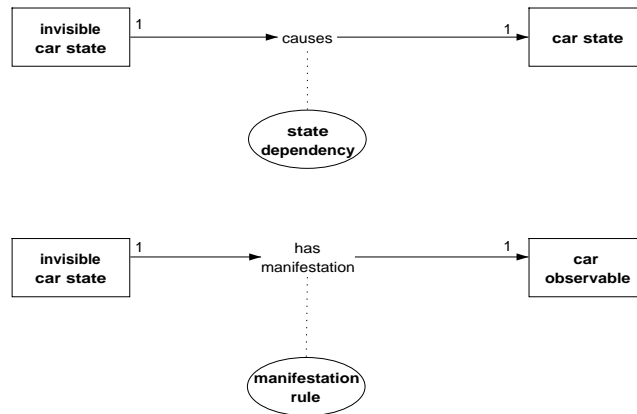 invisible
car state
1
causes
1
car state
state
dependency
invisible
car state
1
has
manifestation
1
car
observable
manifestation
rule